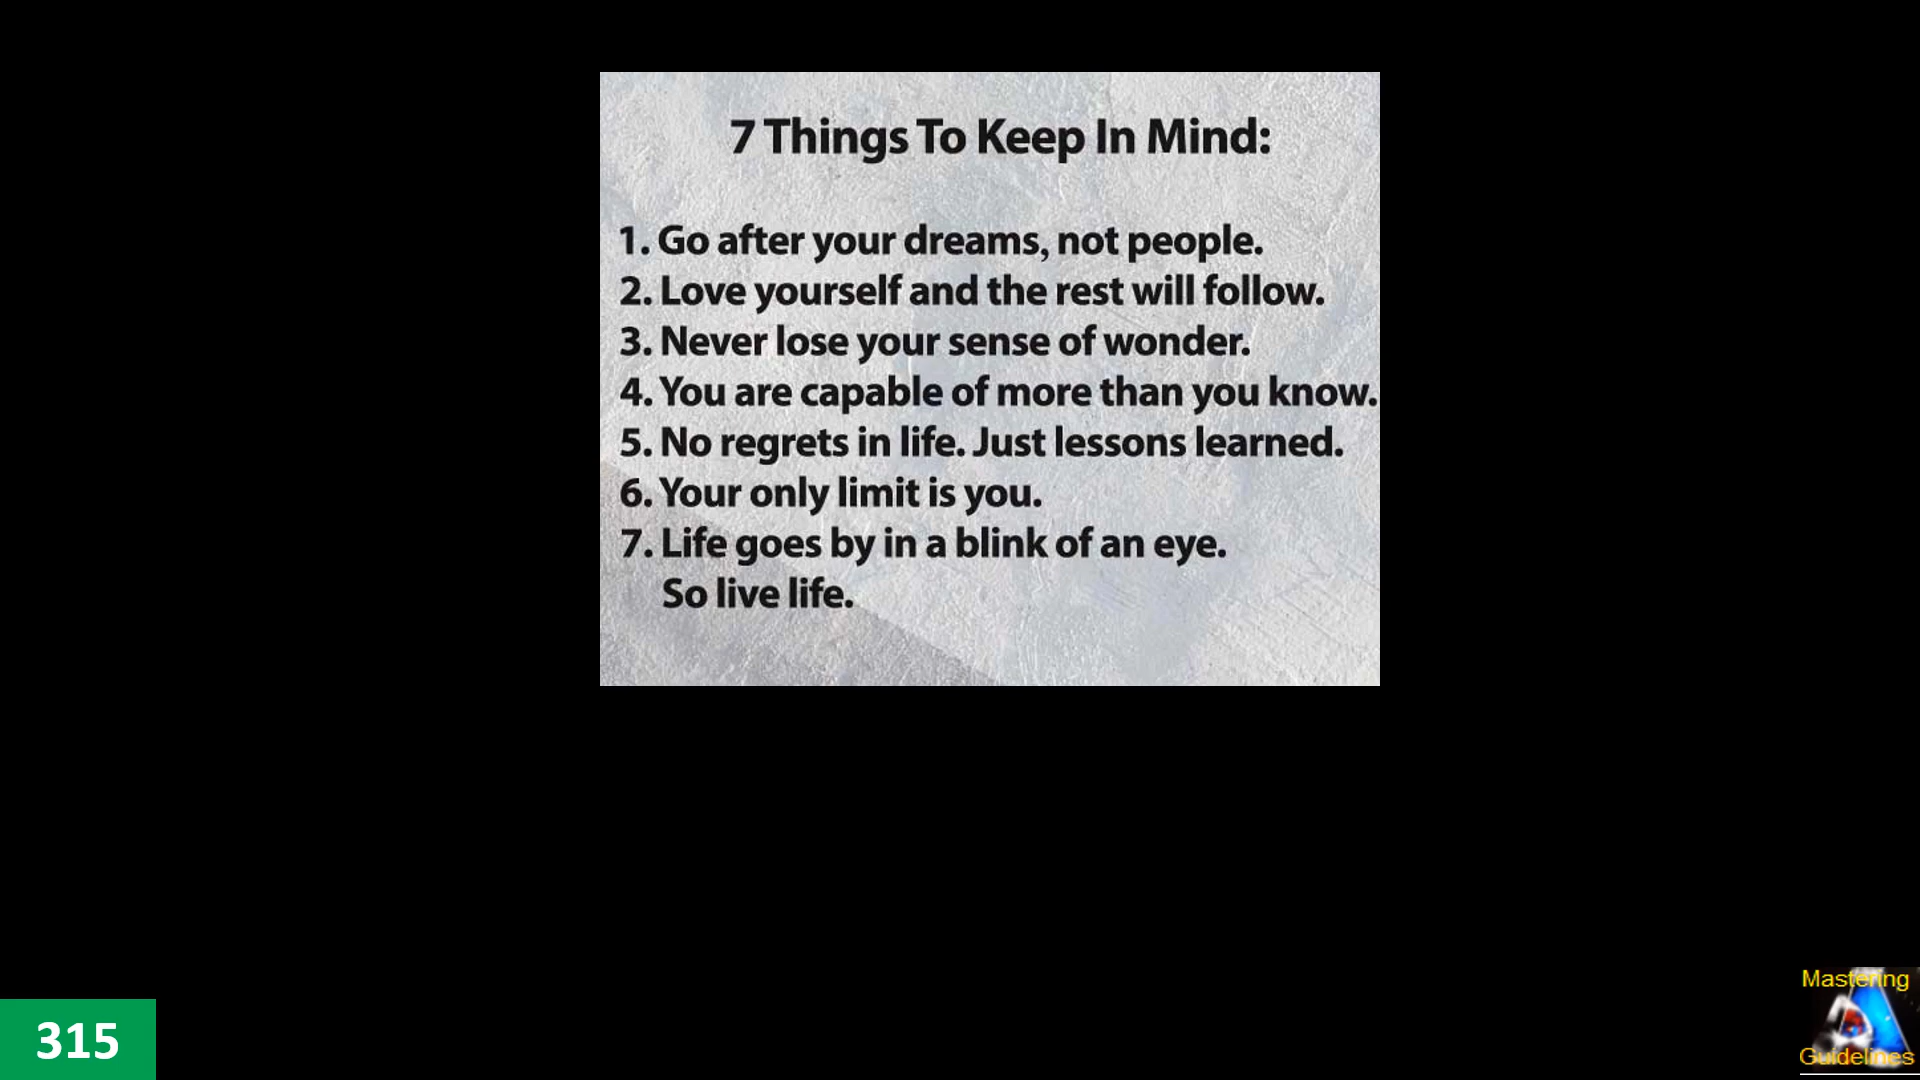 7 Things To Keep In Mind:
1. Go after your dreams, not people.
2. Love yourself and the rest will follow.
3. Never lose your sense of wonder.
4. You are capable of more than you know.
5. No regrets in life. Just lessons learned.
6. Your only limit is you.
7. Life goes by in a blink of an eye.
So live life.
315
Mastering
Guidelines